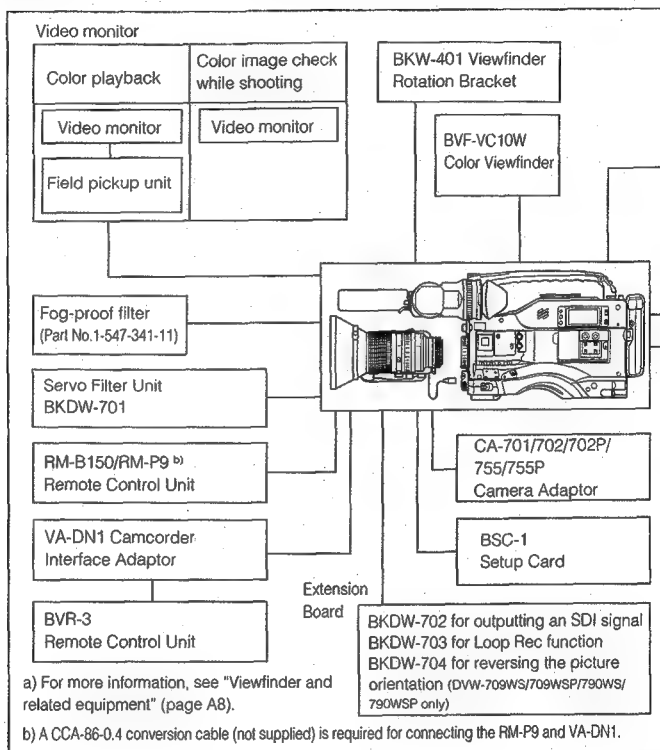 Video monitor
Color playback
Color image check
while shooting
Video monitor
Video monitor
Field pickup unit
BKW-401 Viewfinder
Rotation Bracket
BVF-VC10W
Color Viewfinder
Fog-proof filter
(Part No.1-547-341-11)
Servo Filter Unit
BKDW-701
RM-B150/RM-P9 b)
Remote Control Unit
VA-DN1 Camcorder
Interface Adaptor
BVR-3
Remote Control Unit
CA-701/702/702P/
755/755P
Camera Adaptor
BSC-1
Setup Card
Extension
Board
BKDW-702 for outputting an SDI signal
BKDW-703 for Loop Rec function
BKDW-704 for reversing the picture
orientation (DVW-709WS/709WSP/790WS/
790WSP only)
a) For more information, see "Viewfinder and
related equipment" (page A8).
b) A CCA-86-0.4 conversion cable (not supplied) is required for connecting the RM-P9 and VA-DN1.